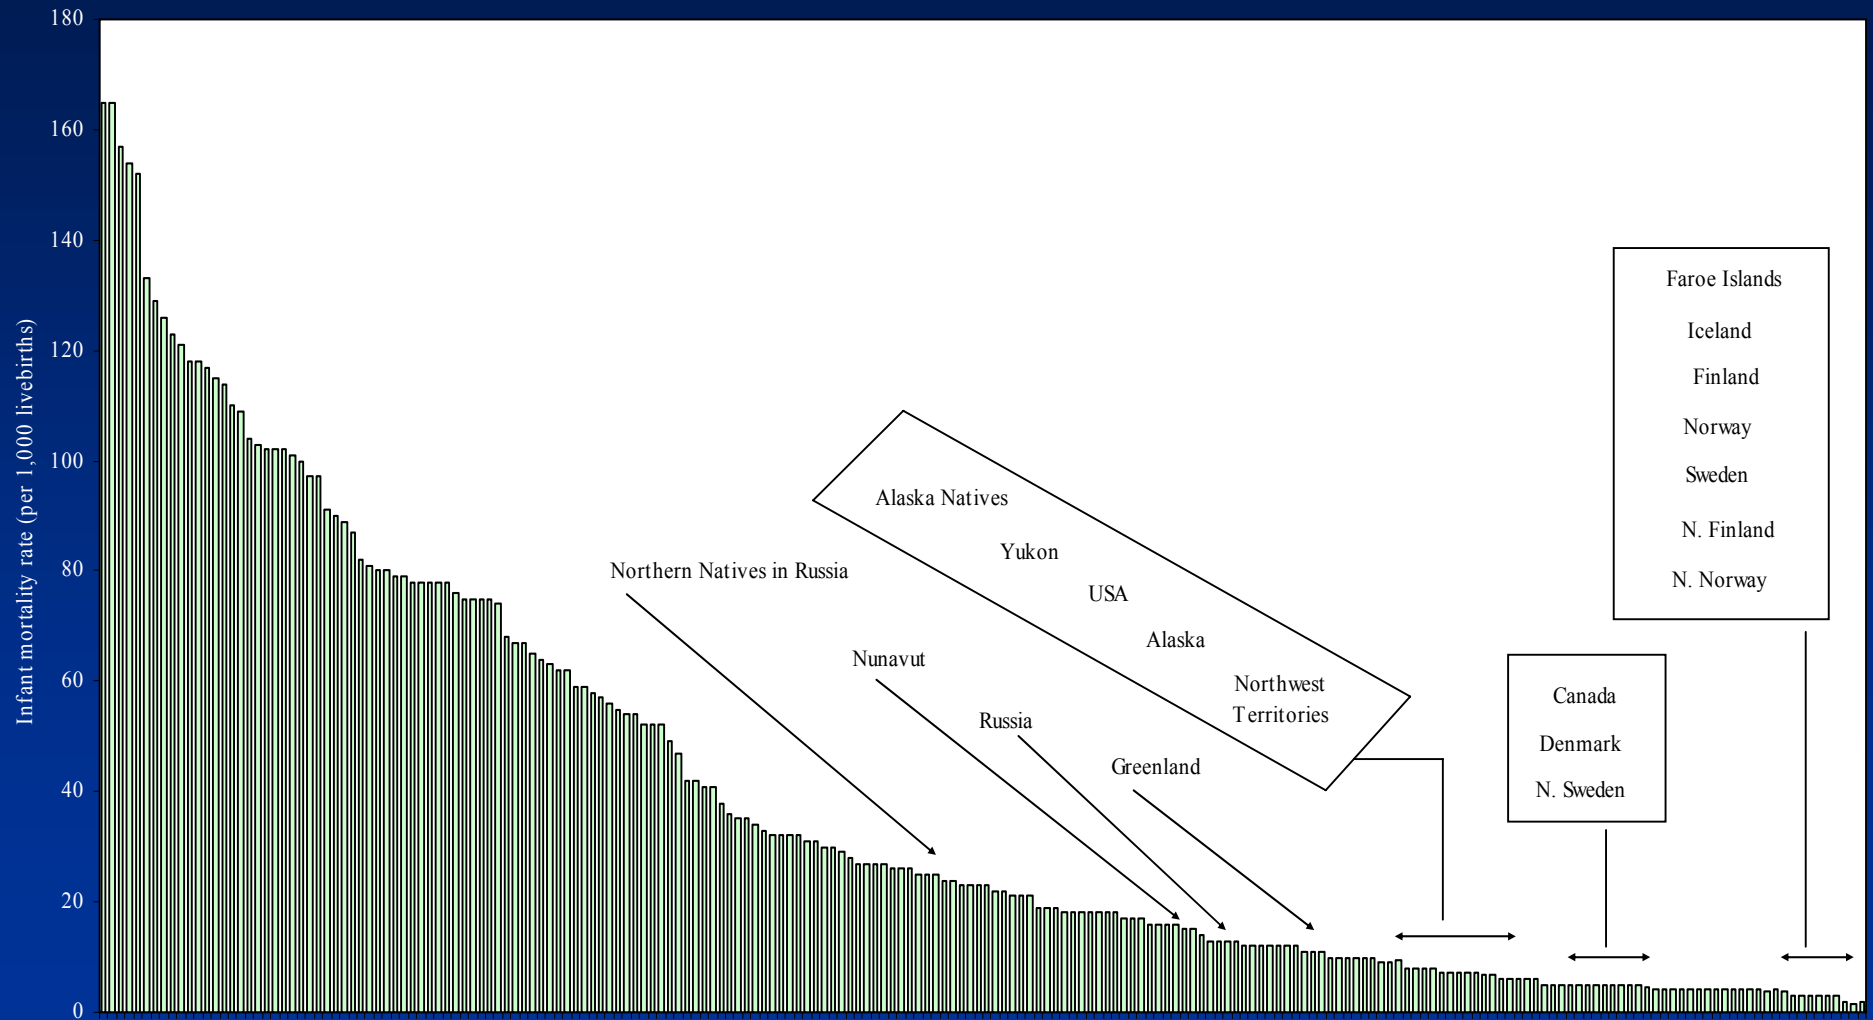 180
160
140
120
100
80
60
40
20
0
Infant mortality rate (per 1,000 livebirths)
Northern Natives in Russia
Nunavut
Russia
Greenland
Alaska Natives
Yukon
USA
Alaska
Northwest
Territories
Canada
Denmark
N. Sweden
Faroe Islands
Iceland
Finland
Norway
Sweden
N. Finland
N. Norway